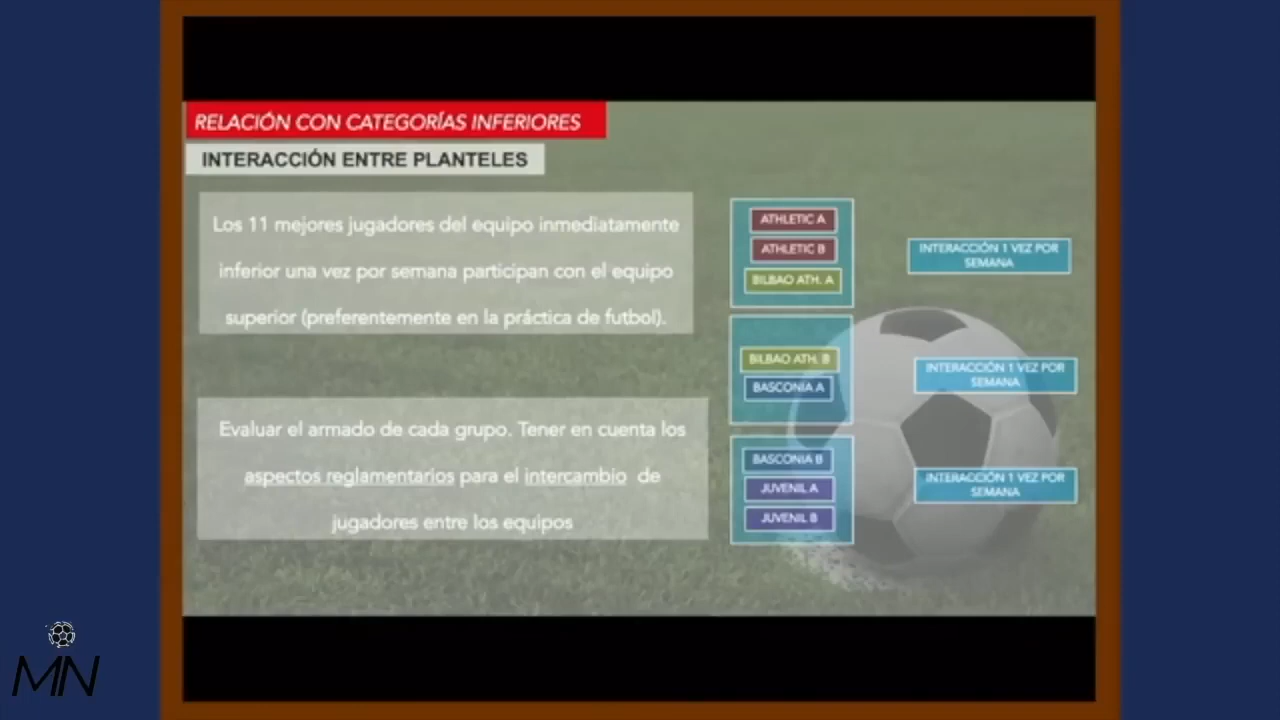 RELACIÓN CON CATEGORÍAS INFERIORES
INTERACCIÓN ENTRE PLANTELES
Los 11 mejores jugadores del equipo inmediatamente
inferior una vez por semana participan con el equipo
superior (preferentemente en la práctica de futbol).
Evaluar el armado de cada grupo. Tener en cuenta los
aspectos reglamentarios para el intercambio de
jugadores entre los equipos
ATHLETIC A
ATHLETIC B
BILBAO ATH. A
INTERACCIÓN 1 VEZ POR
SEMANA
BILBAO ATH. B
BASCONIA A
INTERACCIÓN 1 VEZ POR
SEMANA
BASCONIA B
JUVENIL A
JUVENIL B
INTERACCIÓN 1 VEZ POR
SEMANA
MN